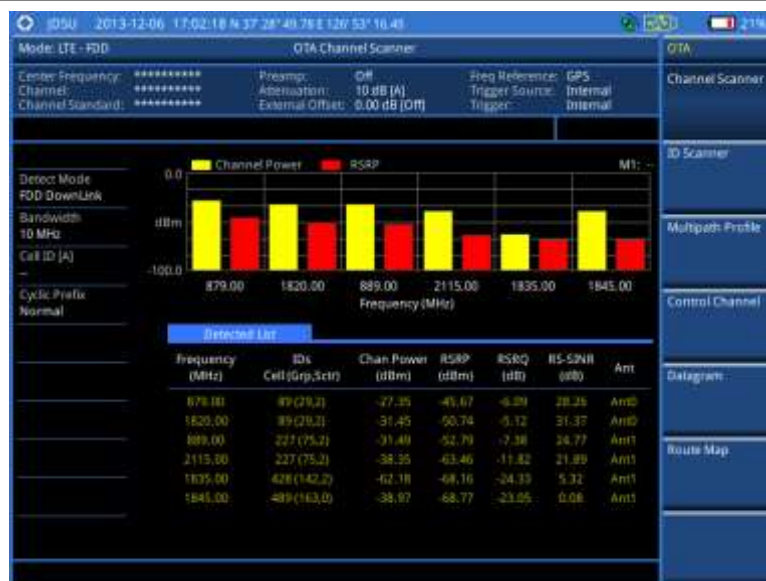 JDSU 2013-12-06 17:02:18 N 37° 28' 49.78 E 126° 53' 16.45 21%
Mode: LTE - FDD OTA Channel Scanner OTA
Center Frequency: ********** Preamp: Off Freq Reference: GPS
Channel: ********** Attenuation: 10 dB [A] Trigger Source: Internal
Channel Standard: ********** External Offset: 0.00 dB [Off] Trigger: Internal
Channel Scanner
ID Scanner
Multipath Profile
Control Channel
Datagram
Route Map
Detect Mode
FDD DownLink
Bandwidth
10 MHz
Cell ID [A]
--
Cyclic Prefix
Normal
Channel Power RSRP M1: --
0.0
dBm
-100.0
879.00 1820.00 889.00 2115.00 1835.00 1845.00
Frequency (MHz)
Detected List
Frequency (MHz) IDs Cell (Grp,Sctr) Chan Power (dBm) RSRP (dBm) RSRQ (dB) RS-SINR (dB) Ant
879.00 89 (29,2) -27.35 -45.67 -6.09 28.26 Ant0
1820.00 89 (29,2) -31.45 -50.74 -5.12 31.37 Ant0
889.00 227 (75,2) -31.49 -52.79 -7.38 24.77 Ant1
2115.00 227 (75,2) -38.35 -63.46 -11.82 21.89 Ant1
1835.00 428 (142,2) -62.18 -68.16 -24.33 5.32 Ant1
1845.00 489 (163,0) -38.97 -68.77 -23.05 0.08 Ant1